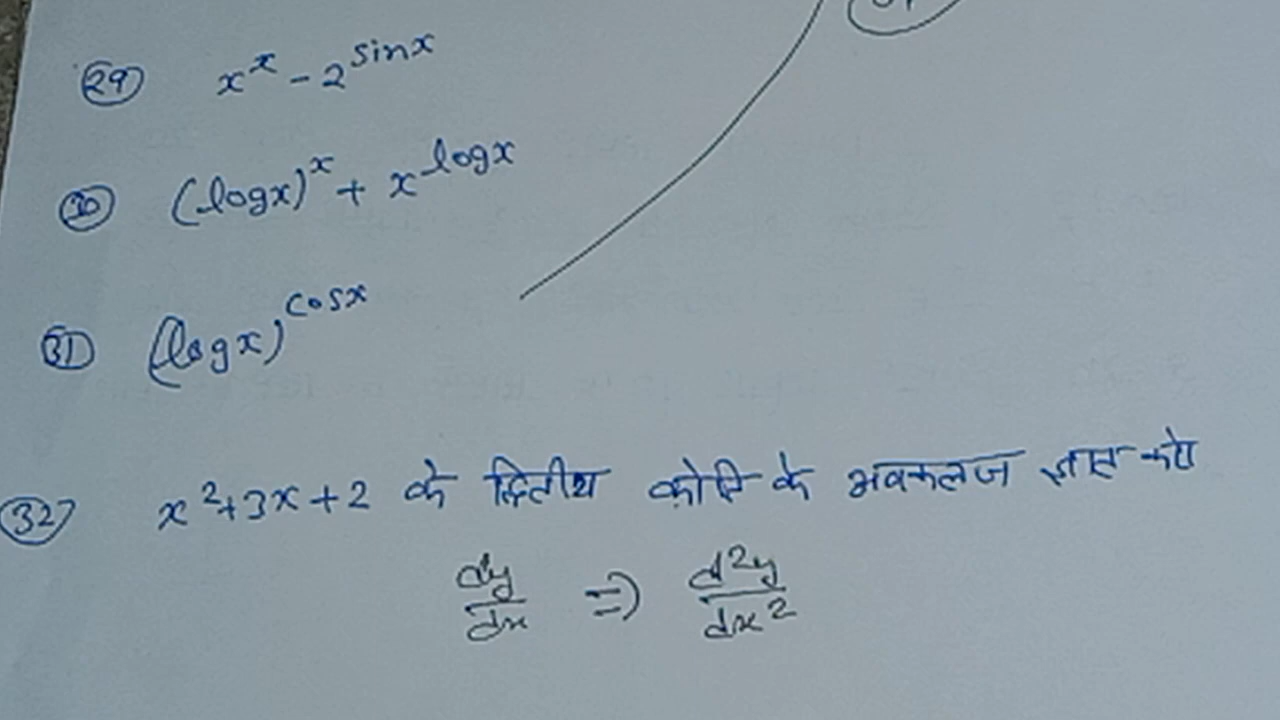 (29) x^x - 2^sinx
(30) (logx)^x + x^logx
(31) (logx)^cosx
(32) x²+3x+2 के द्वितीय कोटि के अवकलज ज्ञात करो
dy/dx => d²y/dx²